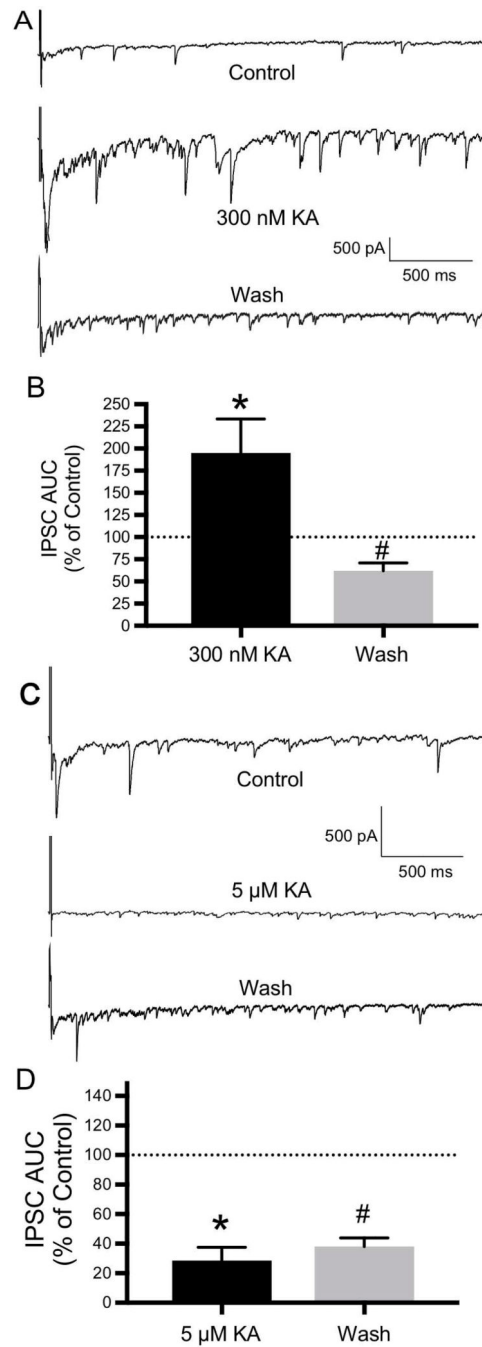 A
Control
300 nM KA
500 pA
500 ms
Wash
B
IPSC AUC
(% of Control)
250
225
200
175
150
125
100
75
50
25
0
*
#
300 nM KA
Wash
C
Control
500 pA
500 ms
5 µM KA
Wash
D
IPSC AUC
(% of Control)
140
120
100
80
60
40
20
0
*
#
5 µM KA
Wash